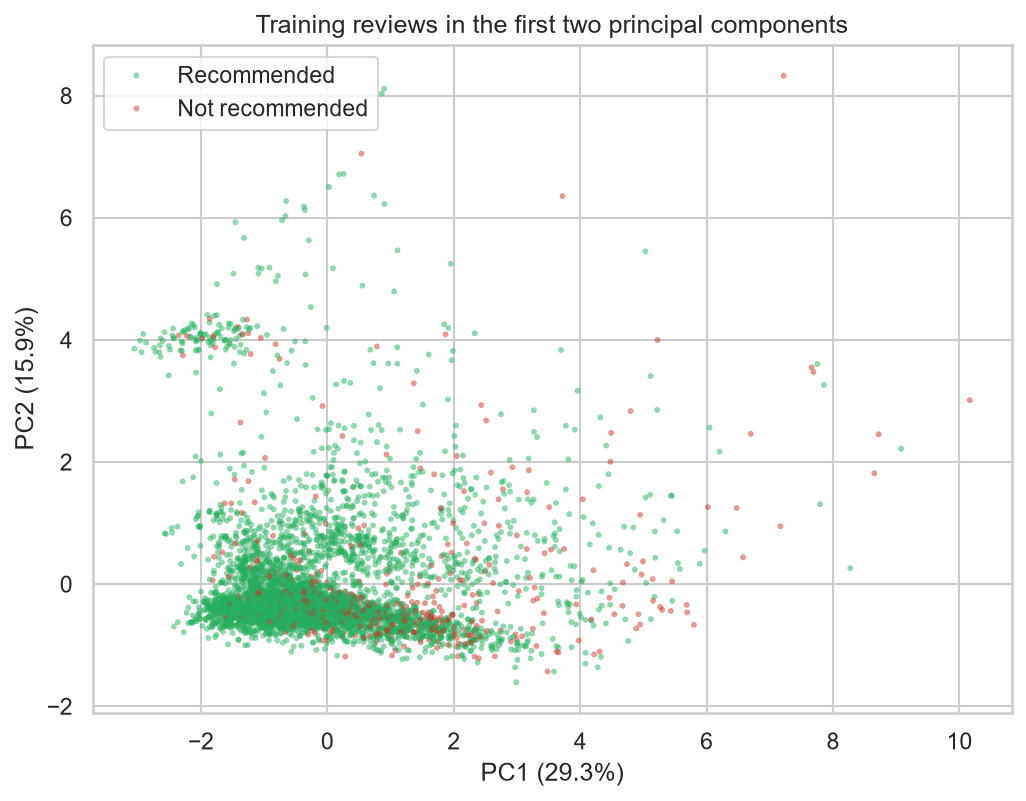 Training reviews in the first two principal components
Recommended
Not recommended
8
6
4
2
0
−2
PC2 (15.9%)
−2 0 2 4 6 8 10
PC1 (29.3%)